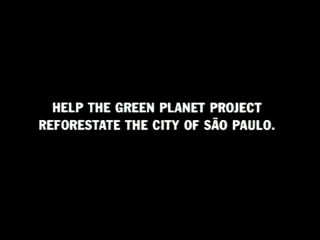 HELP THE GREEN PLANET PROJECT
REFORESTATE THE CITY OF SÃO PAULO.